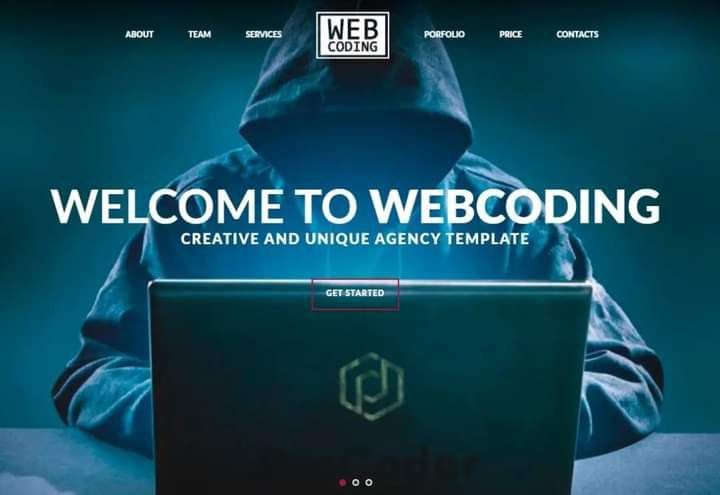 ABOUT TEAM SERVICES WEB CODING PORFOLIO PRICE CONTACTS
WELCOME TO WEBCODING
CREATIVE AND UNIQUE AGENCY TEMPLATE
GET STARTED